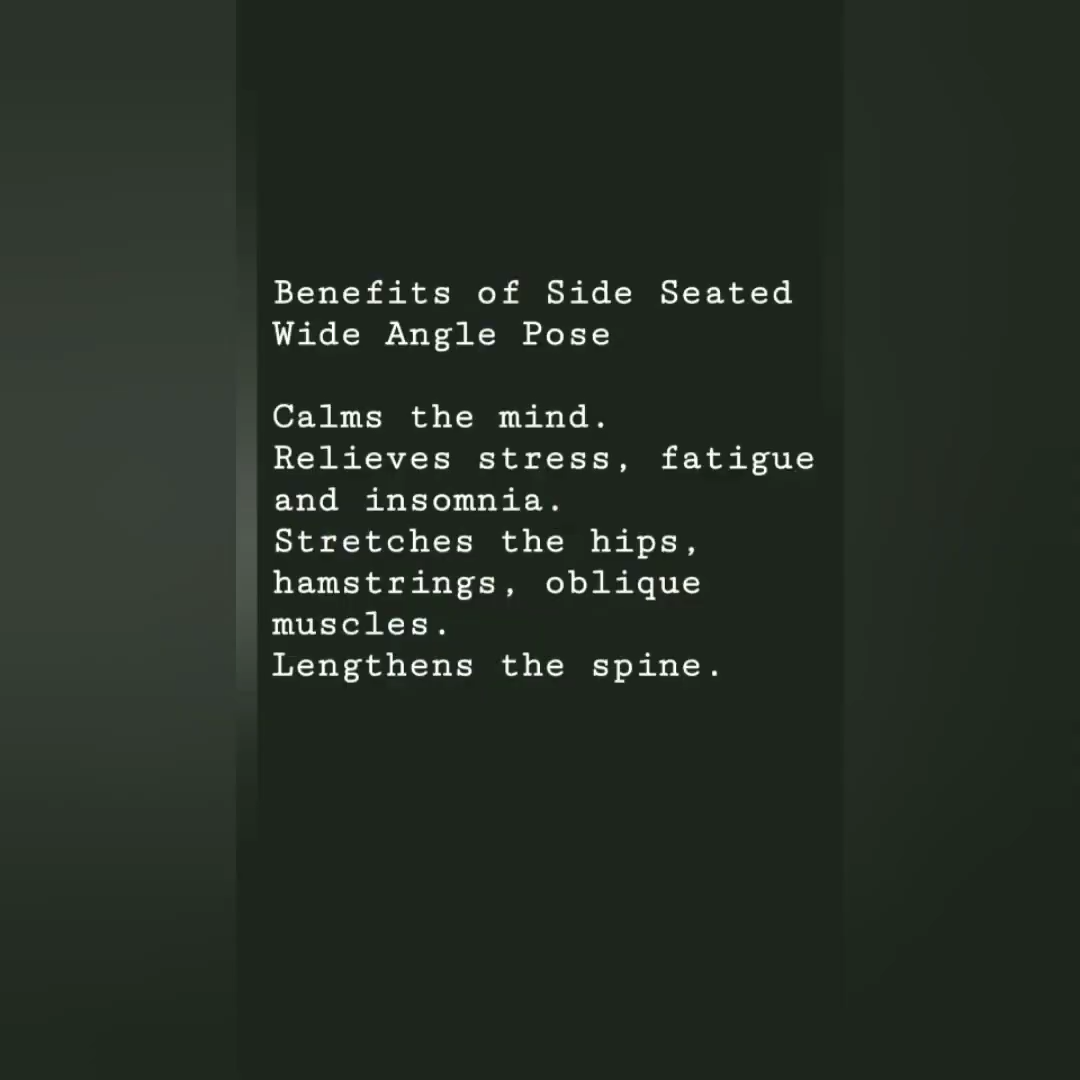 Benefits of Side Seated
Wide Angle Pose
Calms the mind.
Relieves stress, fatigue
and insomnia.
Stretches the hips,
hamstrings, oblique
muscles.
Lengthens the spine.